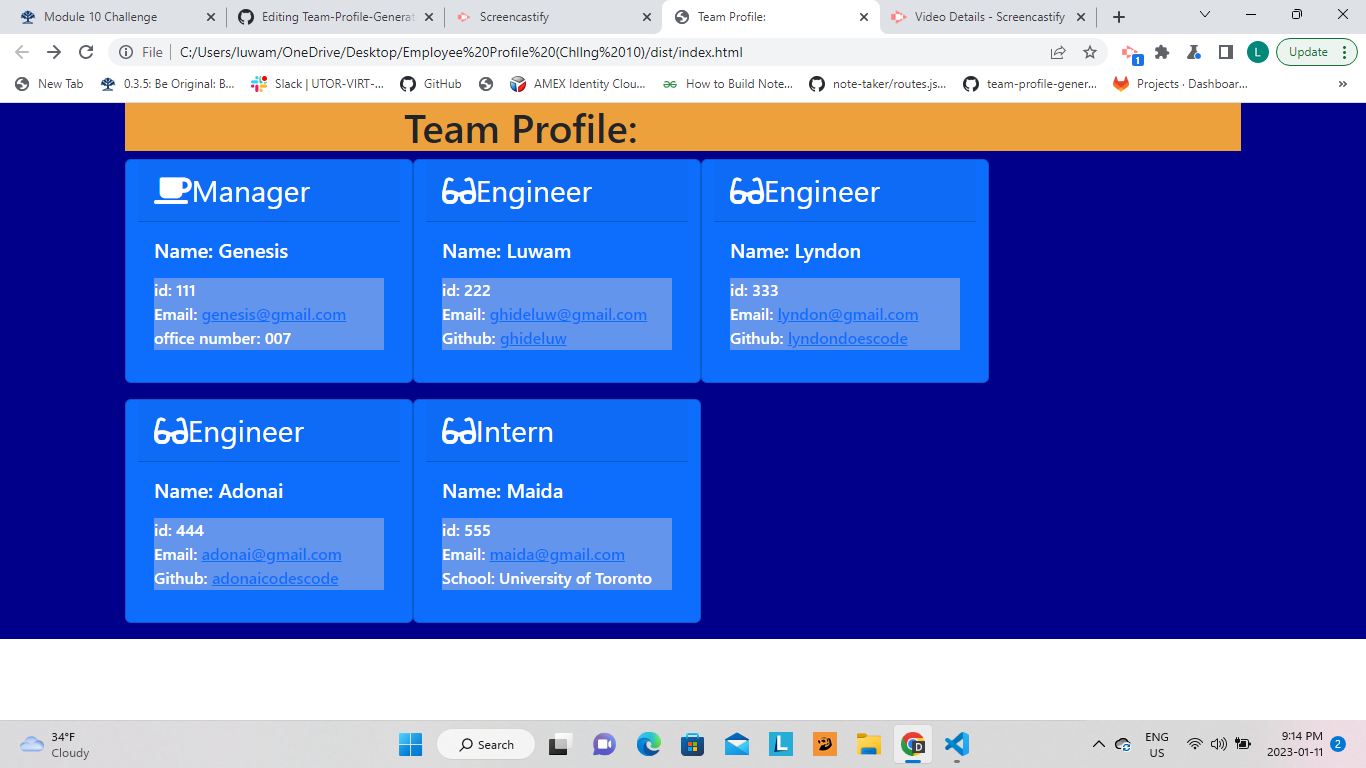 Module 10 Challenge
Editing Team-Profile-Generat
Screencastify
Team Profile:
Video Details - Screencastify
File
C:/Users/luwam/OneDrive/Desktop/Employee%20Profile%20(Chllng%2010)/dist/index.html
1
L
Update
New Tab
0.3.5: Be Original: B...
Slack | UTOR-VIRT-...
GitHub
AMEX Identity Clou...
How to Build Note...
note-taker/routes.js...
team-profile-gener...
Projects · Dashboar...
»
Team Profile:
Manager
Name: Genesis
id: 111
Email: genesis@gmail.com
office number: 007
Engineer
Name: Luwam
id: 222
Email: ghideluw@gmail.com
Github: ghideluw
Engineer
Name: Lyndon
id: 333
Email: lyndon@gmail.com
Github: lyndondoescode
Engineer
Name: Adonai
id: 444
Email: adonai@gmail.com
Github: adonaicodescode
Intern
Name: Maida
id: 555
Email: maida@gmail.com
School: University of Toronto
34°F
Cloudy
Search
L
D
ENG
US
9:14 PM
2023-01-11
2